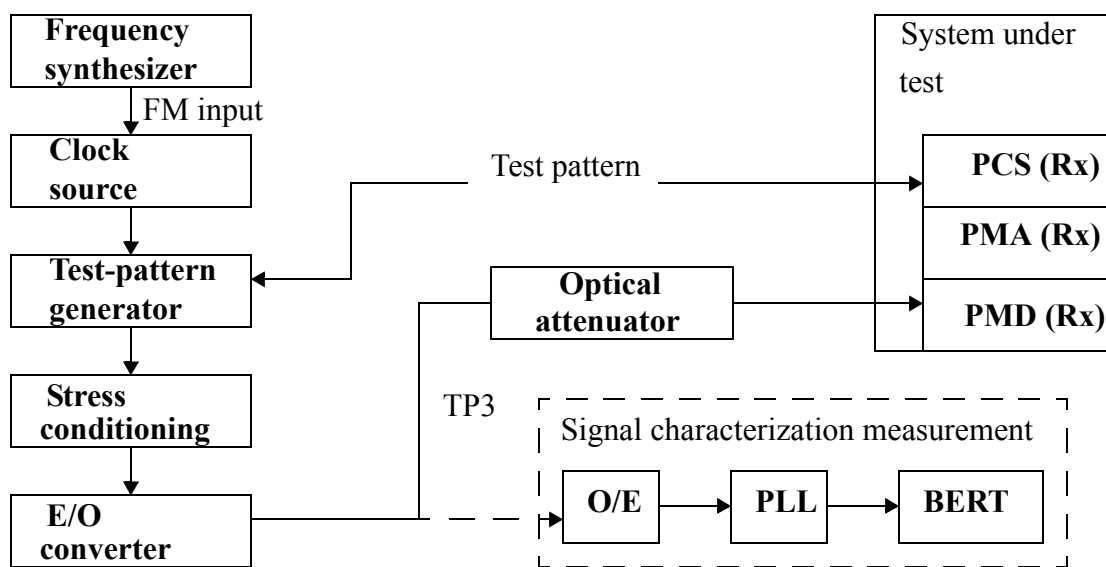 Frequency
synthesizer
FM input
Clock
source
Test-pattern
generator
Stress
conditioning
E/O
converter
Test pattern
Optical
attenuator
TP3
System under
test
PCS (Rx)
PMA (Rx)
PMD (Rx)
Signal characterization measurement
O/E
PLL
BERT